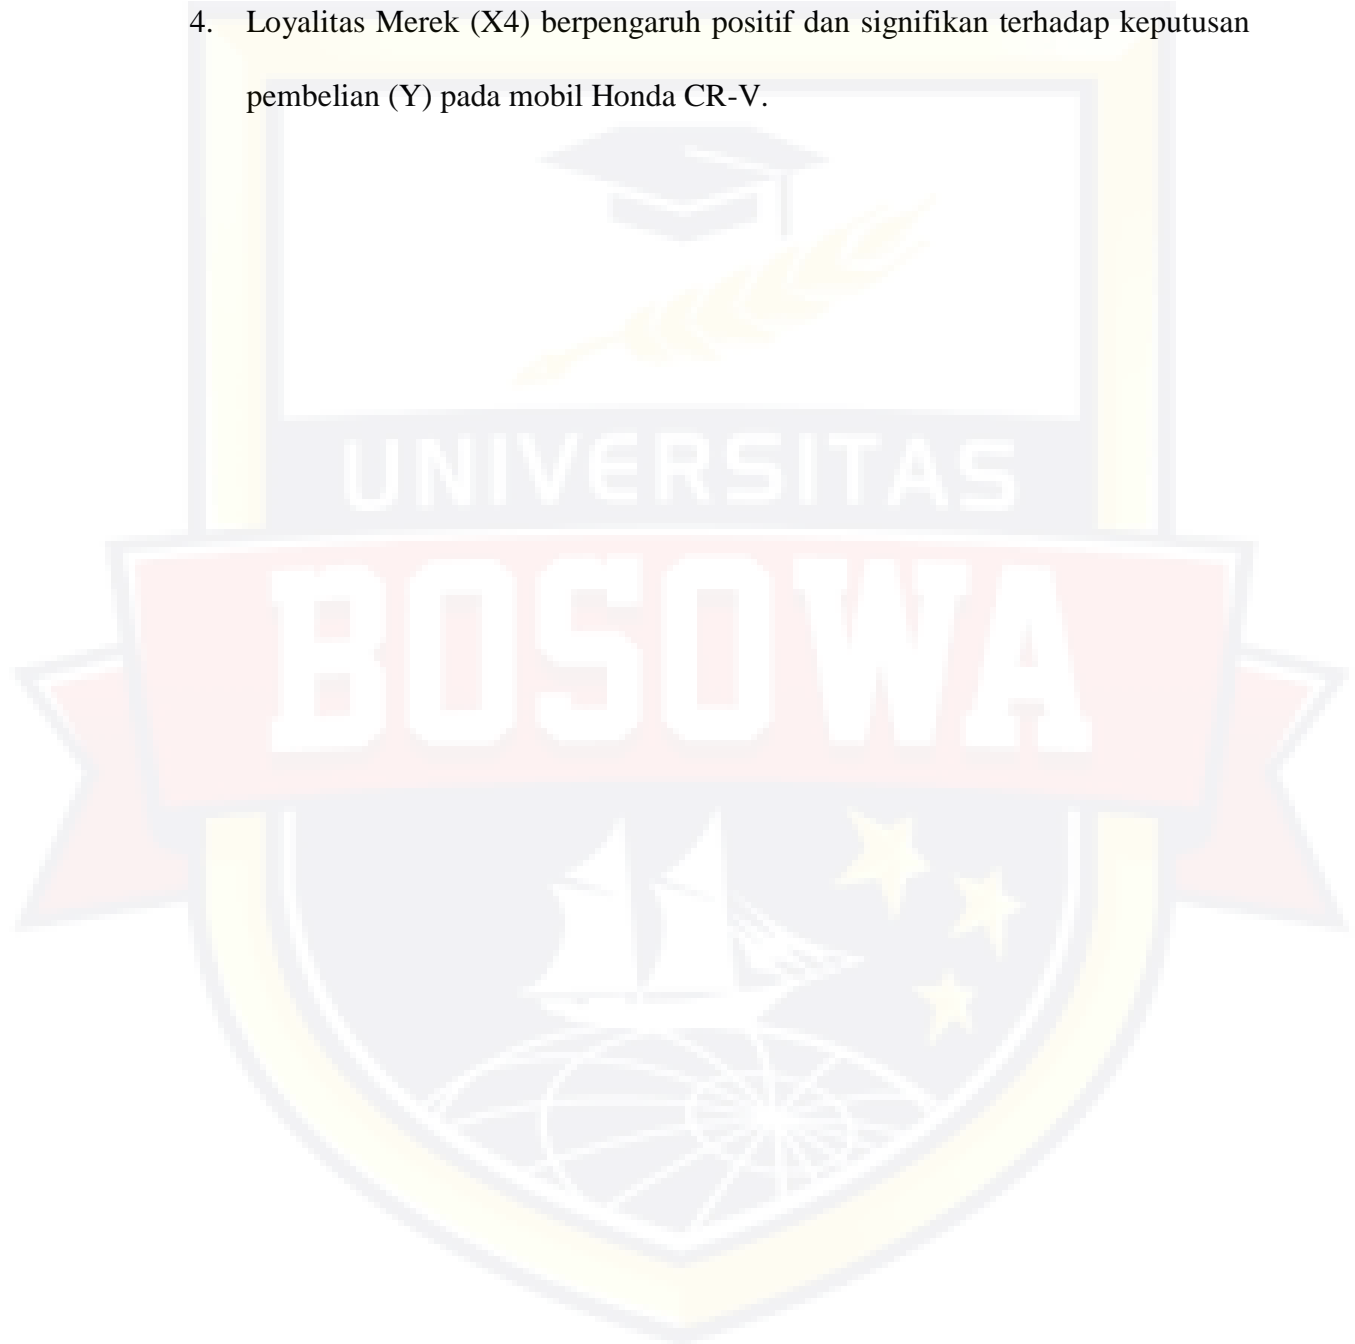 4. Loyalitas Merek (X4) berpengaruh positif dan signifikan terhadap keputusan
pembelian (Y) pada mobil Honda CR-V.
UNIVERSITAS
BOSOWA